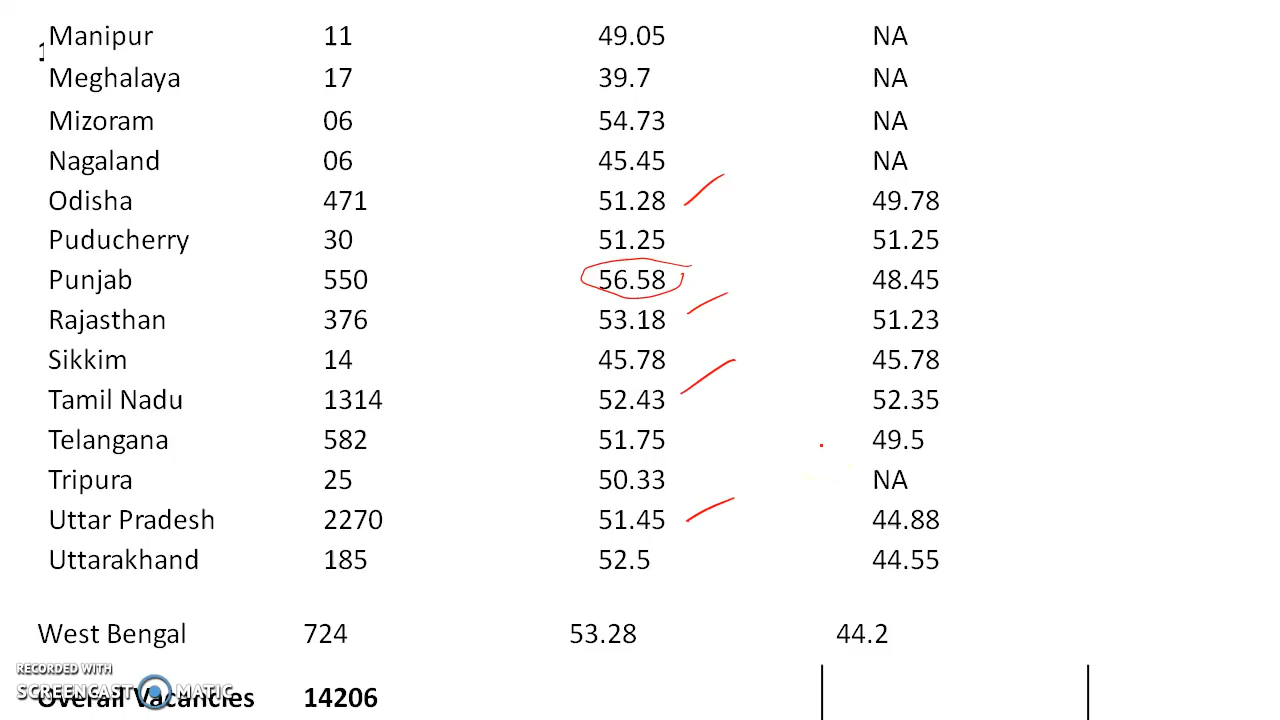 Manipur 11 49.05 NA
Meghalaya 17 39.7 NA
Mizoram 06 54.73 NA
Nagaland 06 45.45 NA
Odisha 471 51.28 49.78
Puducherry 30 51.25 51.25
Punjab 550 56.58 48.45
Rajasthan 376 53.18 51.23
Sikkim 14 45.78 45.78
Tamil Nadu 1314 52.43 52.35
Telangana 582 51.75 49.5
Tripura 25 50.33 NA
Uttar Pradesh 2270 51.45 44.88
Uttarakhand 185 52.5 44.55
West Bengal 724 53.28 44.2
RECORDED WITH
SCREENCAST MATIC
Overall Vacancies 14206